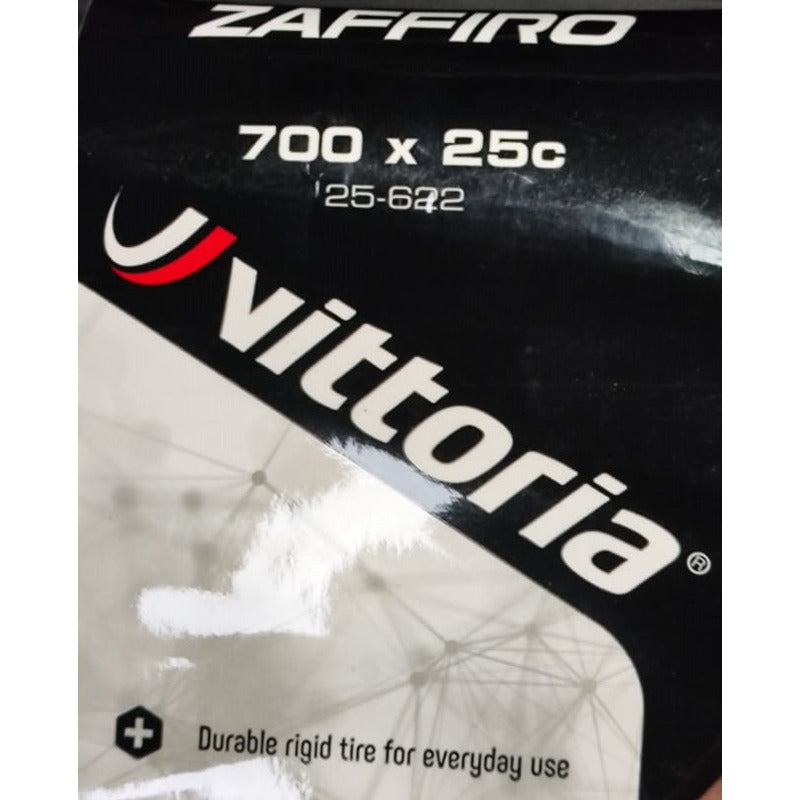 ZAFFIRO
700 x 25c
25-622
vittoria®
Durable rigid tire for everyday use